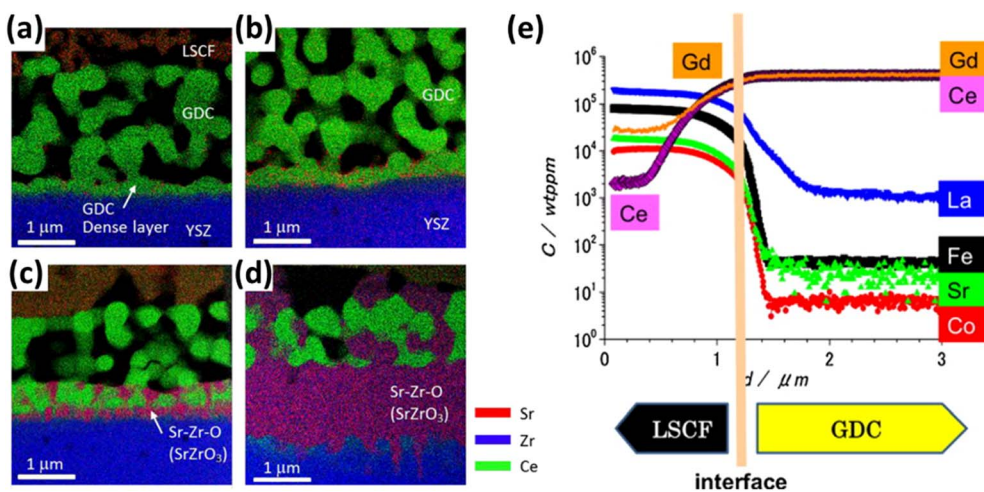 (a)
LSCF
GDC
GDC
Dense layer
YSZ
1 μm
(b)
GDC
YSZ
1 μm
(c)
Sr-Zr-O
(SrZrO3)
1 μm
(d)
Sr-Zr-O
(SrZrO3)
1 μm
Sr
Zr
Ce
(e)
C / wtppm
10^6
10^5
10^4
10^3
10^2
10^1
10^0
Gd
Ce
Gd
Ce
La
Fe
Sr
Co
0 1 2 3
d / μm
LSCF
GDC
interface